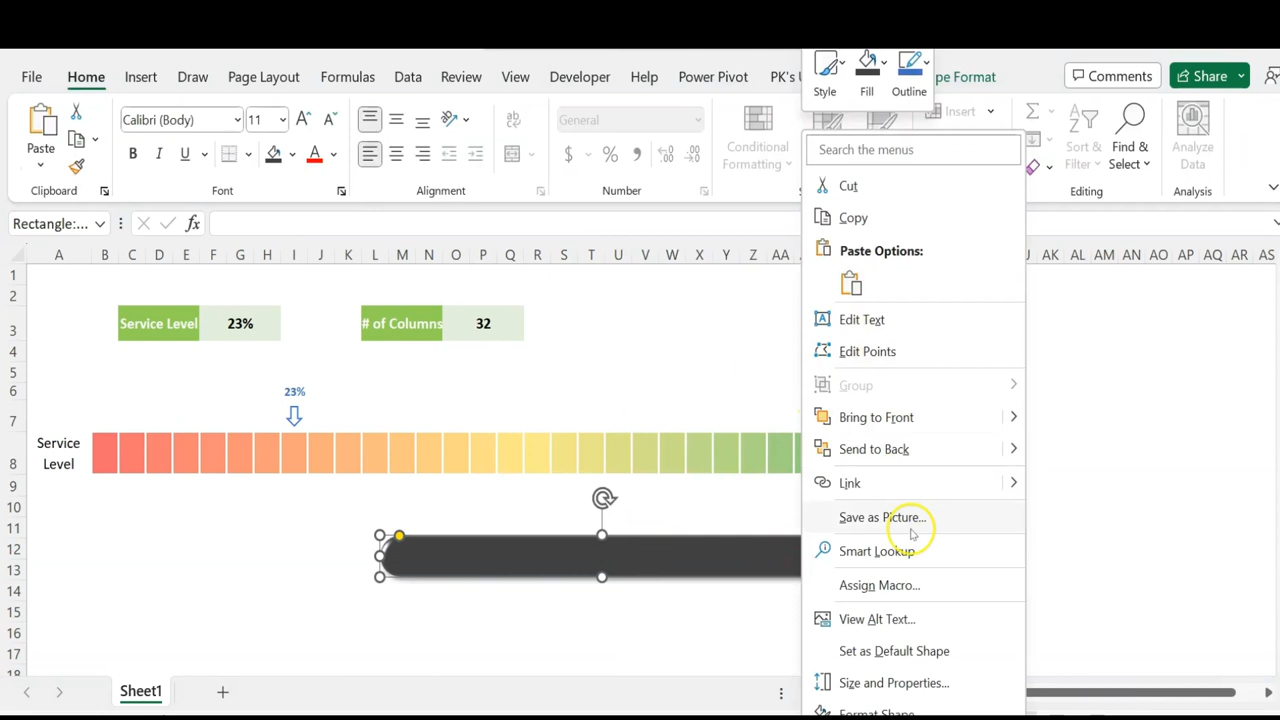 File Home Insert Draw Page Layout Formulas Data Review View Developer Help Power Pivot PK's pe Format Comments Share
Style Fill Outline
Paste
Calibri (Body) 11
General
Conditional
Formatting
Insert
Sort &
Filter
Find &
Select
Analyze
Data
Clipboard Font Alignment Number Editing Analysis
Search the menus
Cut
Copy
Paste Options:
Edit Text
Edit Points
Group
Bring to Front
Send to Back
Link
Save as Picture...
Smart Lookup
Assign Macro...
View Alt Text...
Set as Default Shape
Size and Properties...
Format Shape
Rectangle:... fx
A B C D E F G H I J K L M N O P Q R S T U V W X Y Z AA AK AL AM AN AO AP AQ AR AS
1
2
3 Service Level 23% # of Columns 32
4
5
6 23%
7
8 Service
Level
9
10
11
12
13
14
15
16
17
18
Sheet1